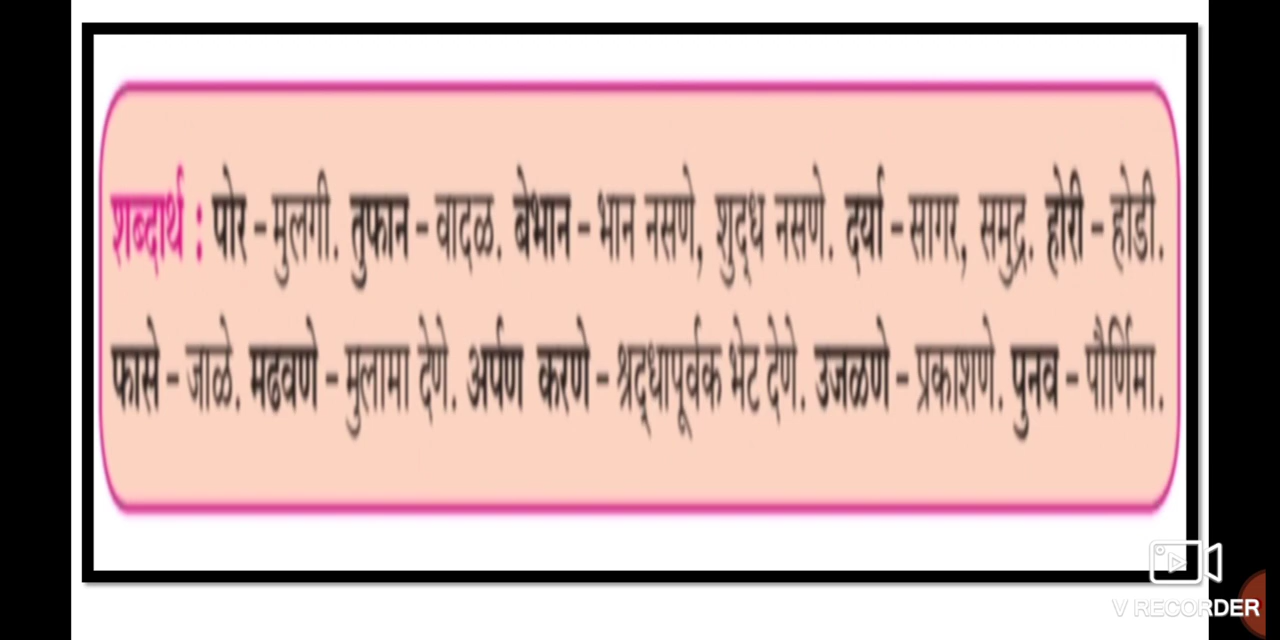 शब्दार्थ : पोर - मुलगी. तुफान - वादळ. बेभान - भान नसणे, शुद्ध नसणे. दर्या - सागर, समुद्र. होरी - होडी.
फासे - जाळे. मढवणे - मुलामा देणे. अर्पण करणे - श्रद्धापूर्वक भेट देणे. उजळणे - प्रकाशणे. पुनव - पौर्णिमा.
V RECORDER